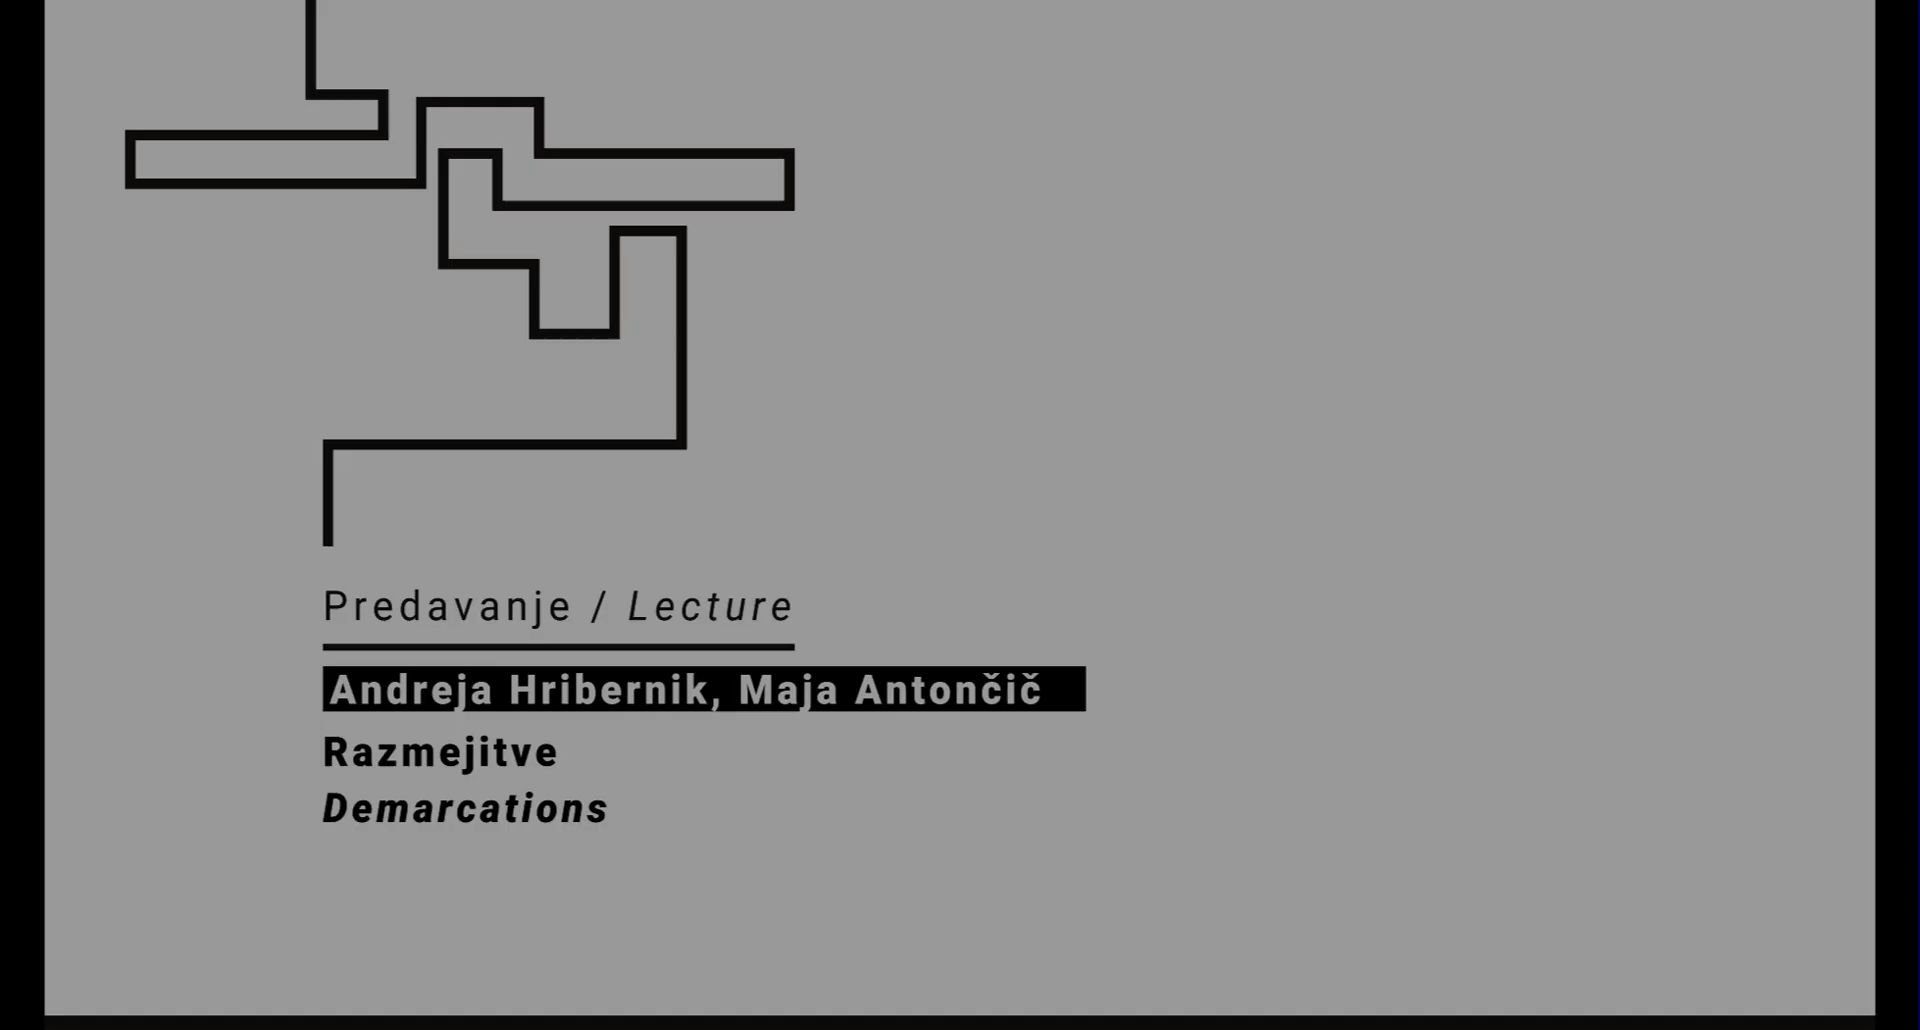 Predavanje / Lecture
Andreja Hribernik, Maja Antončič
Razmejitve
Demarcations